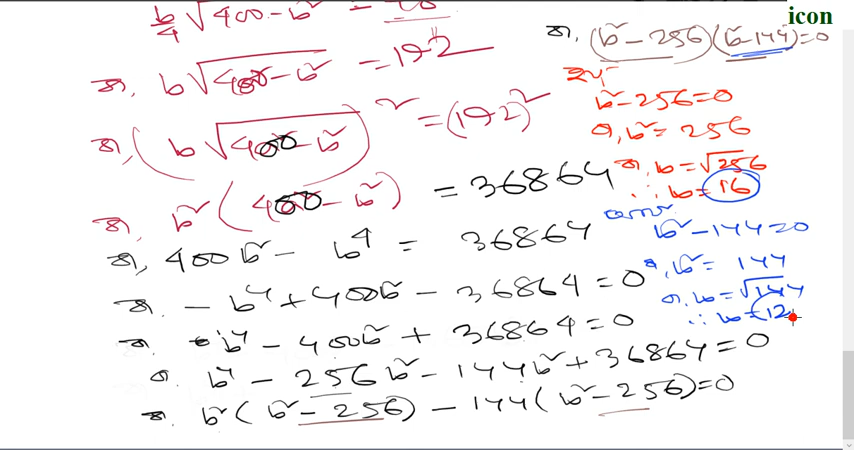 icon
b/4 √400 - b² =
বা, b√400 - b² = 192
বা, (b√400 - b²)² = (192)²
বা, b² (400 - b²) = 36864
বা, 400b² - b⁴ = 36864
বা, - b⁴ + 400b² - 36864 = 0
বা, b⁴ - 400b² + 36864 = 0
বা, b⁴ - 256b² - 144b² + 36864 = 0
বা, b² (b² - 256) - 144 (b² - 256) = 0
বা, (b² - 256)(b² - 144) = 0
হয়
b² - 256 = 0
বা, b² = 256
বা, b = √256
∴ b = 16
অথবা
b² - 144 = 0
বা, b² = 144
বা, b = √144
∴ b = 12